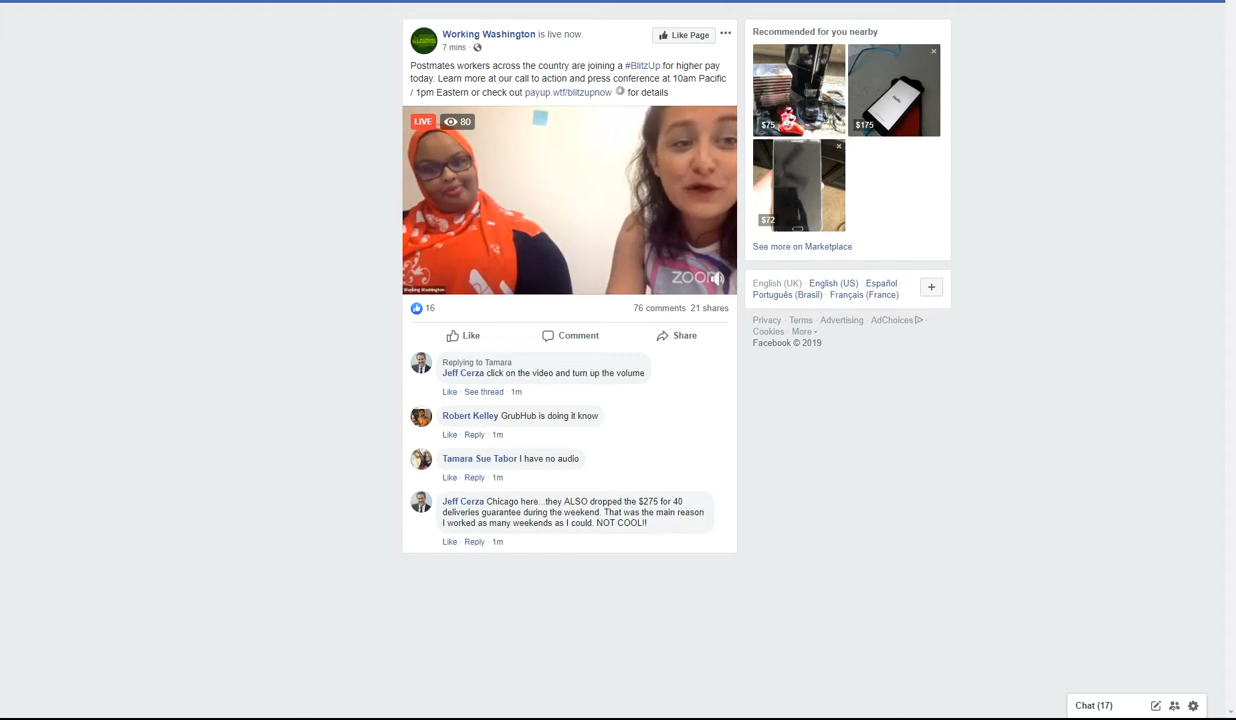 Working Washington is live now.
7 mins ·
Like Page
Postmates workers across the country are joining a #BlitzUp for higher pay
today. Learn more at our call to action and press conference at 10am Pacific
/ 1pm Eastern or check out payup.wtf/blitzupnow for details
LIVE 80
zoom
Working Washington
16
76 comments 21 shares
Like Comment Share
Replying to Tamara
Jeff Cerza click on the video and turn up the volume
Like · See thread · 1m
Robert Kelley GrubHub is doing it know
Like · Reply · 1m
Tamara Sue Tabor I have no audio
Like · Reply · 1m
Jeff Cerza Chicago here...they ALSO dropped the $275 for 40
deliveries guarantee during the weekend. That was the main reason
I worked as many weekends as I could. NOT COOL!!
Like · Reply · 1m
Recommended for you nearby
$75
$175
Hello
$72
See more on Marketplace
English (UK) · English (US) · Español ·
Português (Brasil) · Français (France)
Privacy · Terms · Advertising · AdChoices ·
Cookies · More
Facebook © 2019
Chat (17)